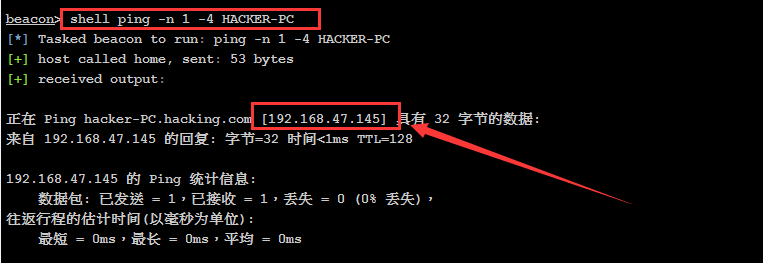 beacon> shell ping -n 1 -4 HACKER-PC
[*] Tasked beacon to run: ping -n 1 -4 HACKER-PC
[+] host called home, sent: 53 bytes
[+] received output:
正在 Ping hacker-PC.hacking.com [192.168.47.145] 具有 32 字节的数据:
来自 192.168.47.145 的回复: 字节=32 时间<1ms TTL=128
192.168.47.145 的 Ping 统计信息:
数据包: 已发送 = 1，已接收 = 1，丢失 = 0 (0% 丢失)，
往返行程的估计时间(以毫秒为单位):
最短 = 0ms，最长 = 0ms，平均 = 0ms